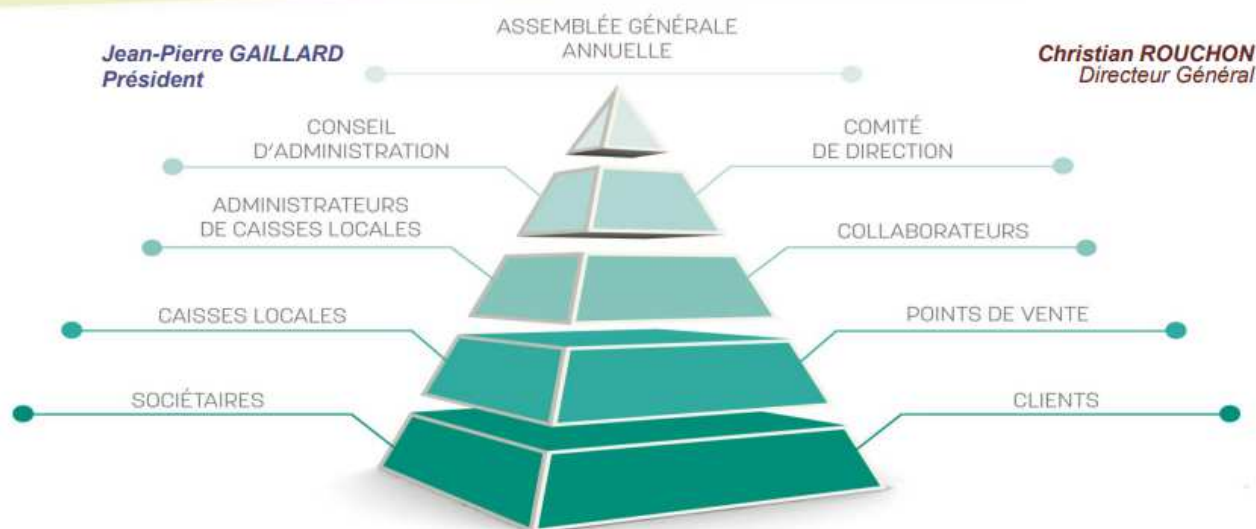 ASSEMBLÉE GÉNÉRALE
ANNUELLE
Jean-Pierre GAILLARD
Président
Christian ROUCHON
Directeur Général
CONSEIL
D'ADMINISTRATION
COMITÉ
DE DIRECTION
ADMINISTRATEURS
DE CAISSES LOCALES
COLLABORATEURS
CAISSES LOCALES
POINTS DE VENTE
SOCIÉTAIRES
CLIENTS